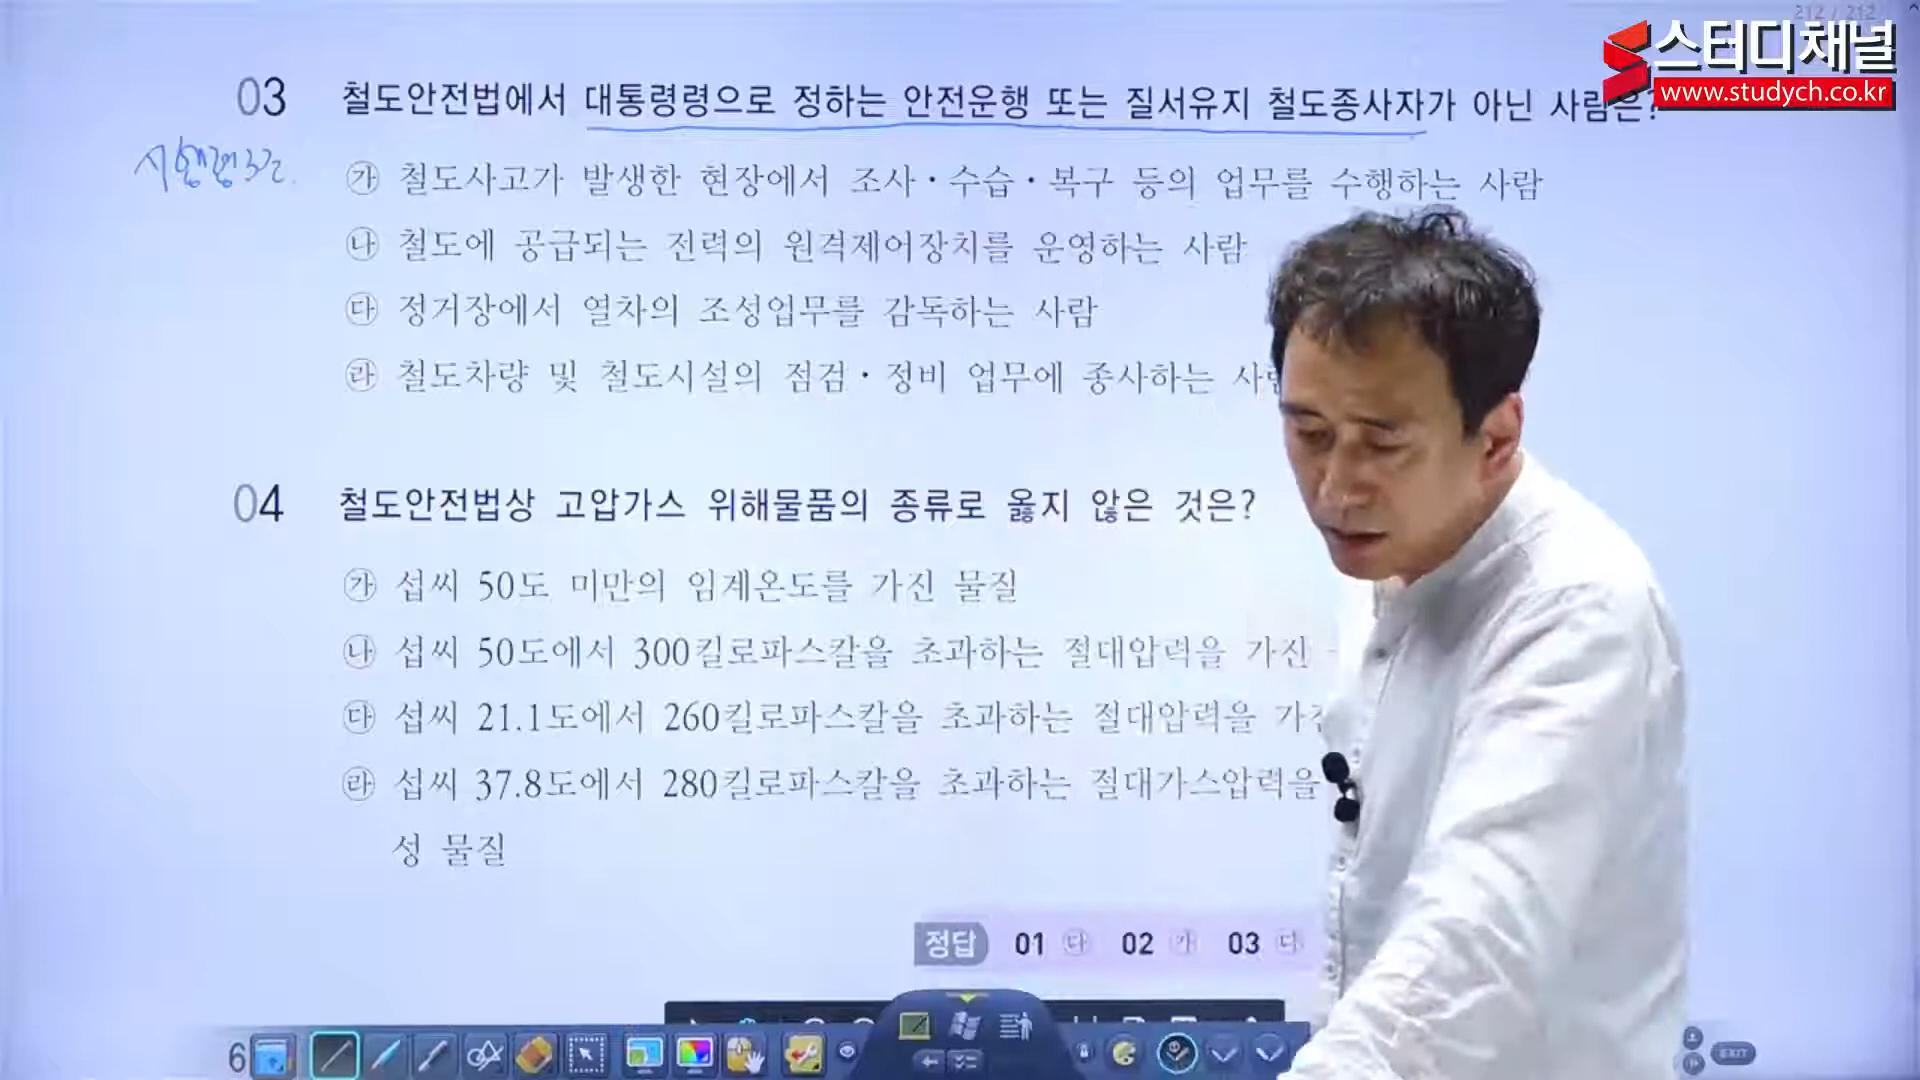 212 / 212
스터디채널
www.studych.co.kr
03 철도안전법에서 대통령령으로 정하는 안전운행 또는 질서유지 철도종사자가 아닌 사람은?
시행령3조
㉮ 철도사고가 발생한 현장에서 조사·수습·복구 등의 업무를 수행하는 사람
㉯ 철도에 공급되는 전력의 원격제어장치를 운영하는 사람
㉰ 정거장에서 열차의 조성업무를 감독하는 사람
㉱ 철도차량 및 철도시설의 점검·정비 업무에 종사하는
04 철도안전법상 고압가스 위해물품의 종류로 옳지 않은 것은?
㉮ 섭씨 50도 미만의 임계온도를 가진 물질
㉯ 섭씨 50도에서 300킬로파스칼을 초과하는 절대압력을 가진
㉰ 섭씨 21.1도에서 260킬로파스칼을 초과하는 절대압력을
㉱ 섭씨 37.8도에서 280킬로파스칼을 초과하는 절대가스압력을
성 물질
정답 01 ㉰ 02 ㉮ 03 ㉰
6
EXIT